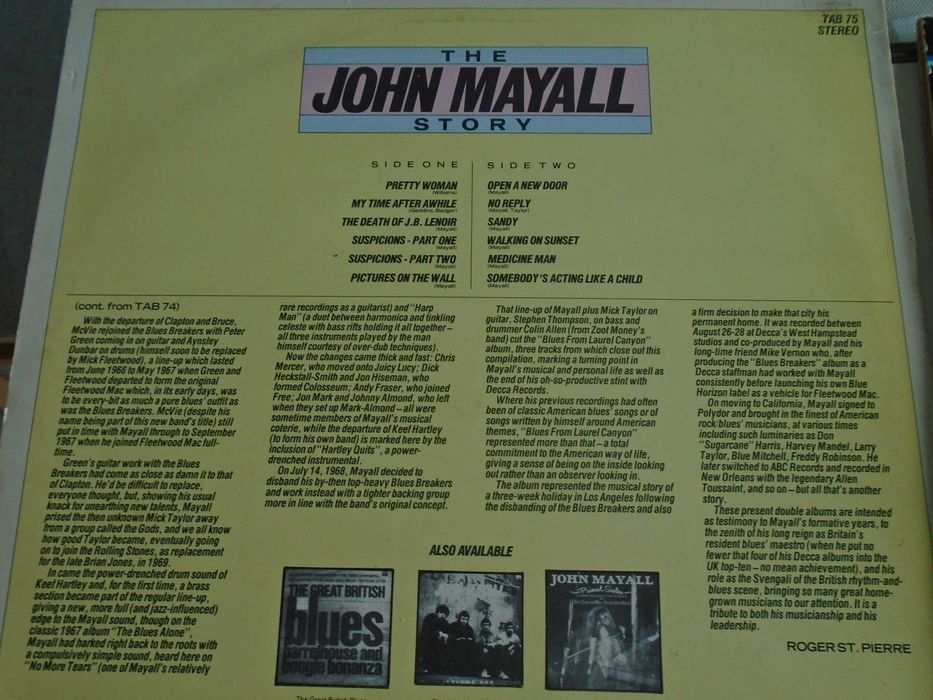 TAB 75
STEREO
THE
JOHN MAYALL
STORY
SIDE ONE
PRETTY WOMAN
(Williams)
MY TIME AFTER AWHILE
(Geddins, Badger)
THE DEATH OF J.B. LENOIR
(Mayall)
SUSPICIONS - PART ONE
(Mayall)
SUSPICIONS - PART TWO
(Mayall)
PICTURES ON THE WALL
(Mayall)
SIDE TWO
OPEN A NEW DOOR
(Mayall)
NO REPLY
(Mayall, Taylor)
SANDY
(Mayall)
WALKING ON SUNSET
(Mayall)
MEDICINE MAN
(Mayall)
SOMEBODY'S ACTING LIKE A CHILD
(Mayall)
(cont. from TAB 74)
With the departure of Clapton and Bruce,
McVie rejoined the Blues Breakers with Peter
Green coming in on guitar and Aynsley
Dunbar on drums (himself soon to be replaced
by Mick Fleetwood), a line-up which lasted
from June 1966 to May 1967 when Green and
Fleetwood departed to form the original
Fleetwood Mac which, in its early days, was
to be every-bit as much a pure blues' outfit as
was the Blues Breakers. McVie (despite his
name being part of this new band's title) still
put in time with Mayall through to September
1967 when he joined Fleetwood Mac full-
time.
Green's guitar work with the Blues
Breakers had come as close as damn it to that
of Clapton. He'd be difficult to replace,
everyone thought, but, showing his usual
knack for unearthing new talents, Mayall
prised the then unknown Mick Taylor away
from a group called the Gods, and we all know
how good Taylor became, eventually going
on to join the Rolling Stones, as replacement
for the late Brian Jones, in 1969.
In came the power-drenched drum sound of
Keef Hartley and, for the first time, a brass
section became part of the regular line-up,
giving a new, more full (and jazz-influenced)
edge to the Mayall sound, though on the
classic 1967 album "The Blues Alone",
Mayall had harked right back to the roots with
a compulsively simple sound, heard here on
"No More Tears" (one of Mayall's relatively
rare recordings as a guitarist) and "Harp
Man" (a duet between harmonica and tinkling
celeste with bass rifts holding it all together –
all three instruments played by the man
himself courtesy of over-dub techniques).
Now the changes came thick and fast: Chris
Mercer, who moved onto Juicy Lucy; Dick
Heckstall-Smith and Jon Hiseman, who
formed Colosseum; Andy Fraser, who joined
Free; Jon Mark and Johnny Almond, who left
when they set up Mark-Almond – all were
sometime members of Mayall's musical
coterie, while the departure of Keef Hartley
(to form his own band) is marked here by the
inclusion of "Hartley Quits", a power-
drenched instrumental.
On July 14, 1968, Mayall decided to
disband his by-then top-heavy Blues Breakers
and work instead with a tighter backing group
more in line with the band's original concept.
That line-up of Mayall plus Mick Taylor on
guitar, Stephen Thompson, on bass and
drummer Colin Allen (from Zoot Money's
band) cut the "Blues From Laurel Canyon"
album, three tracks from which close out this
compilation, marking a turning point in
Mayall's musical and personal life as well as
the end of his oh-so-productive stint with
Decca Records.
Where his previous recordings had often
been of classic American blues' songs or of
songs written by himself around American
themes, "Blues From Laurel Canyon"
represented more than that – a total
commitment to the American way of life,
giving a sense of being on the inside looking
out rather than an observer looking in.
The album represented the musical story of
a three-week holiday in Los Angeles following
the disbanding of the Blues Breakers and also
a firm decision to make that city his
permanent home. It was recorded between
August 26-28 at Decca's West Hampstead
studios and co-produced by Mayall and his
long-time friend Mike Vernon who, after
producing the "Blues Breakers" album as a
Decca staffman had worked with Mayall
consistently before launching his own Blue
Horizon label as a vehicle for Fleetwood Mac.
On moving to California, Mayall signed to
Polydor and brought in the finest of American
rock/blues' musicians, at various times
including such luminaries as Don
"Sugarcane" Harris, Harvey Mandel, Larry
Taylor, Blue Mitchell, Freddy Robinson. He
later switched to ABC Records and recorded in
New Orleans with the legendary Allen
Toussaint, and so on – but all that's another
story.
These present double albums are intended
as testimony to Mayall's formative years, to
the zenith of his long reign as Britain's
resident blues' maestro (when he put no
fewer that four of his Decca albums into the
UK top-ten – no mean achievement), and his
role as the Svengali of the British rhythm-and-
blues scene, bringing so many great home-
grown musicians to our attention. It is a
tribute to both his musicianship and his
leadership.
ROGER ST. PIERRE
ALSO AVAILABLE
THE GREAT BRITISH
blues
barrelhouse and
boogie bonanza
VOLUME ONE
JOHN MAYALL
The Great British Blues